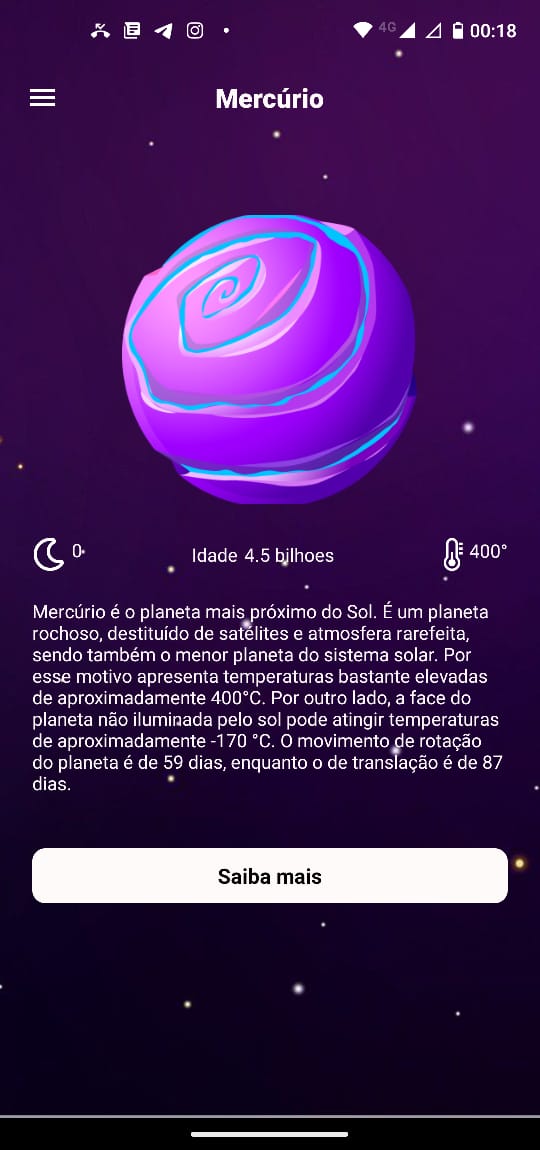 4G 00:18
Mercúrio
0 Idade 4.5 bilhoes 400°
Mercúrio é o planeta mais próximo do Sol. É um planeta
rochoso, destituído de satélites e atmosfera rarefeita,
sendo também o menor planeta do sistema solar. Por
esse motivo apresenta temperaturas bastante elevadas
de aproximadamente 400°C. Por outro lado, a face do
planeta não iluminada pelo sol pode atingir temperaturas
de aproximadamente -170 °C. O movimento de rotação
do planeta é de 59 dias, enquanto o de translação é de 87
dias.
Saiba mais